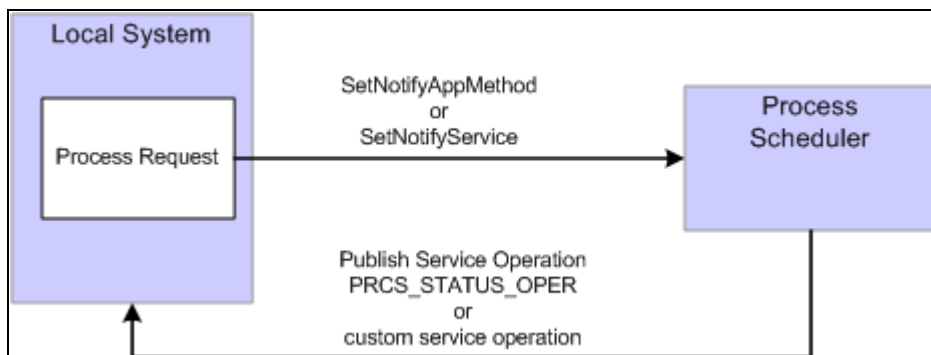 Local System
Process Request
SetNotifyAppMethod
or
SetNotifyService
Process
Scheduler
Publish Service Operation
PRCS_STATUS_OPER
or
custom service operation